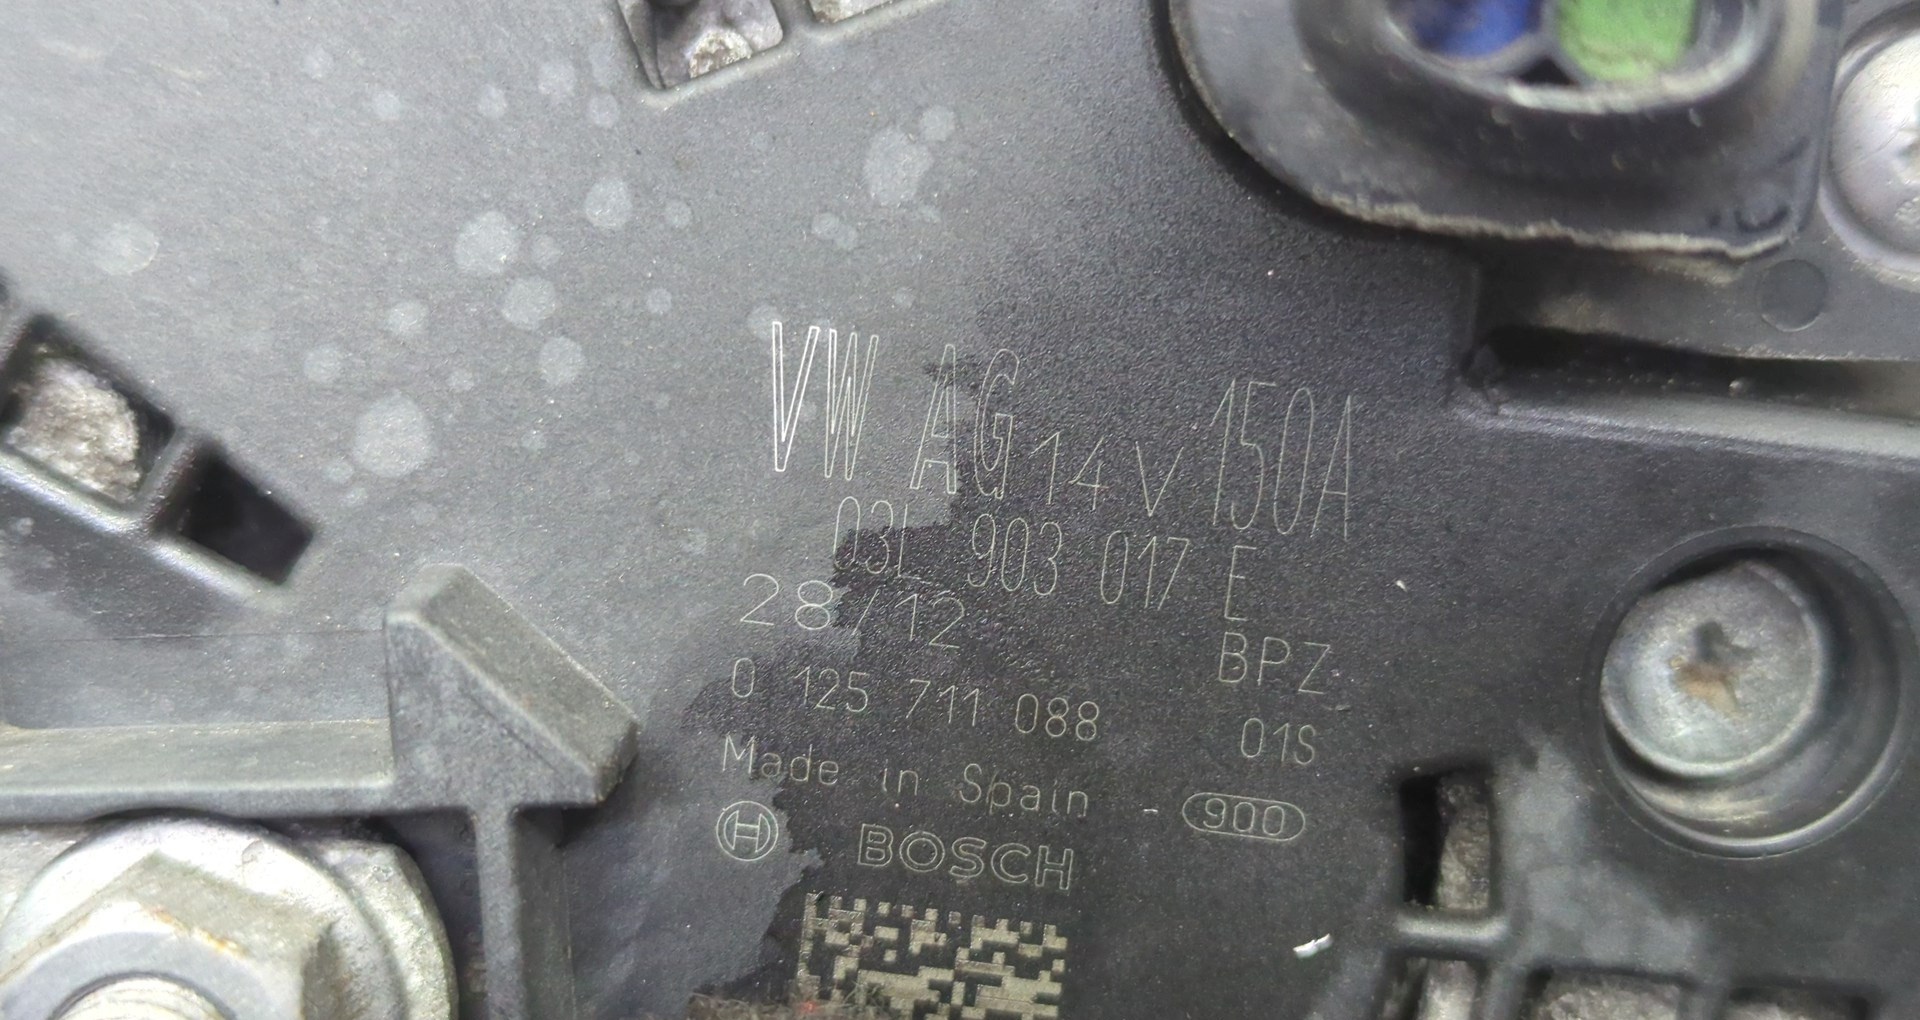 VW AG 14 V 150A
03L 903 017 E
28/12 BPZ
0 125 711 088 01S
Made in Spain - 900
H BOSCH